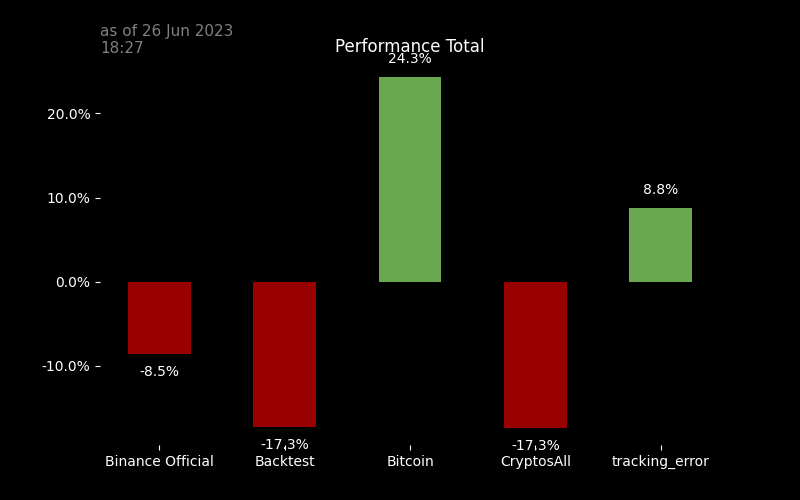 as of 26 Jun 2023
18:27
Performance Total
24.3%
20.0%
8.8%
10.0%
0.0%
-10.0%
-8.5%
-17.3%
-17.3%
Binance Official
Backtest
Bitcoin
CryptosAll
tracking_error